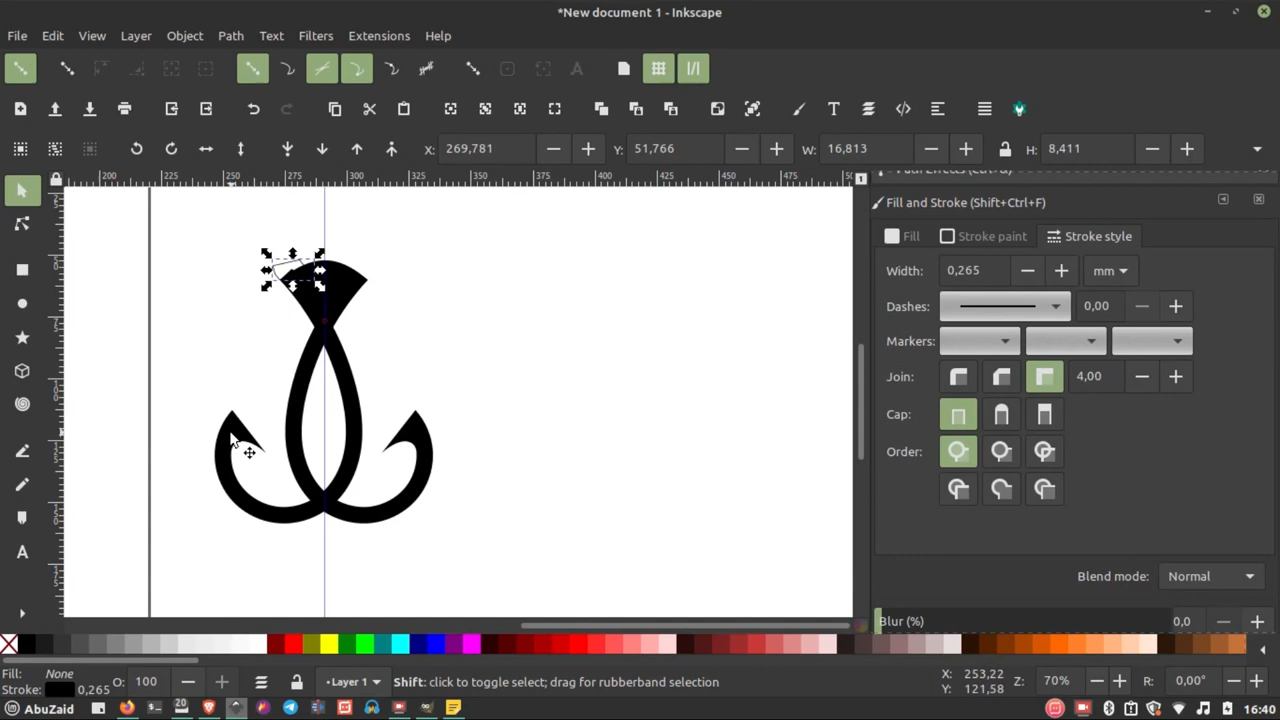 *New document 1 - Inkscape
File Edit View Layer Object Path Text Filters Extensions Help
X: 269,781 Y: 51,766 W: 16,813 H: 8,411
200 225 250 275 300 325 350 375 400 425 450 475
1
Fill and Stroke (Shift+Ctrl+F)
Fill Stroke paint Stroke style
Width: 0,265 mm
Dashes: 0,00
Markers:
Join: 4,00
Cap:
Order:
Blend mode: Normal
Blur (%) 0,0
Fill: None
Stroke: 0,265
O: 100
•Layer 1
Shift: click to toggle select; drag for rubberband selection
X: 253,22
Y: 121,58
Z: 70%
R: 0,00°
AbuZaid
20
16:40